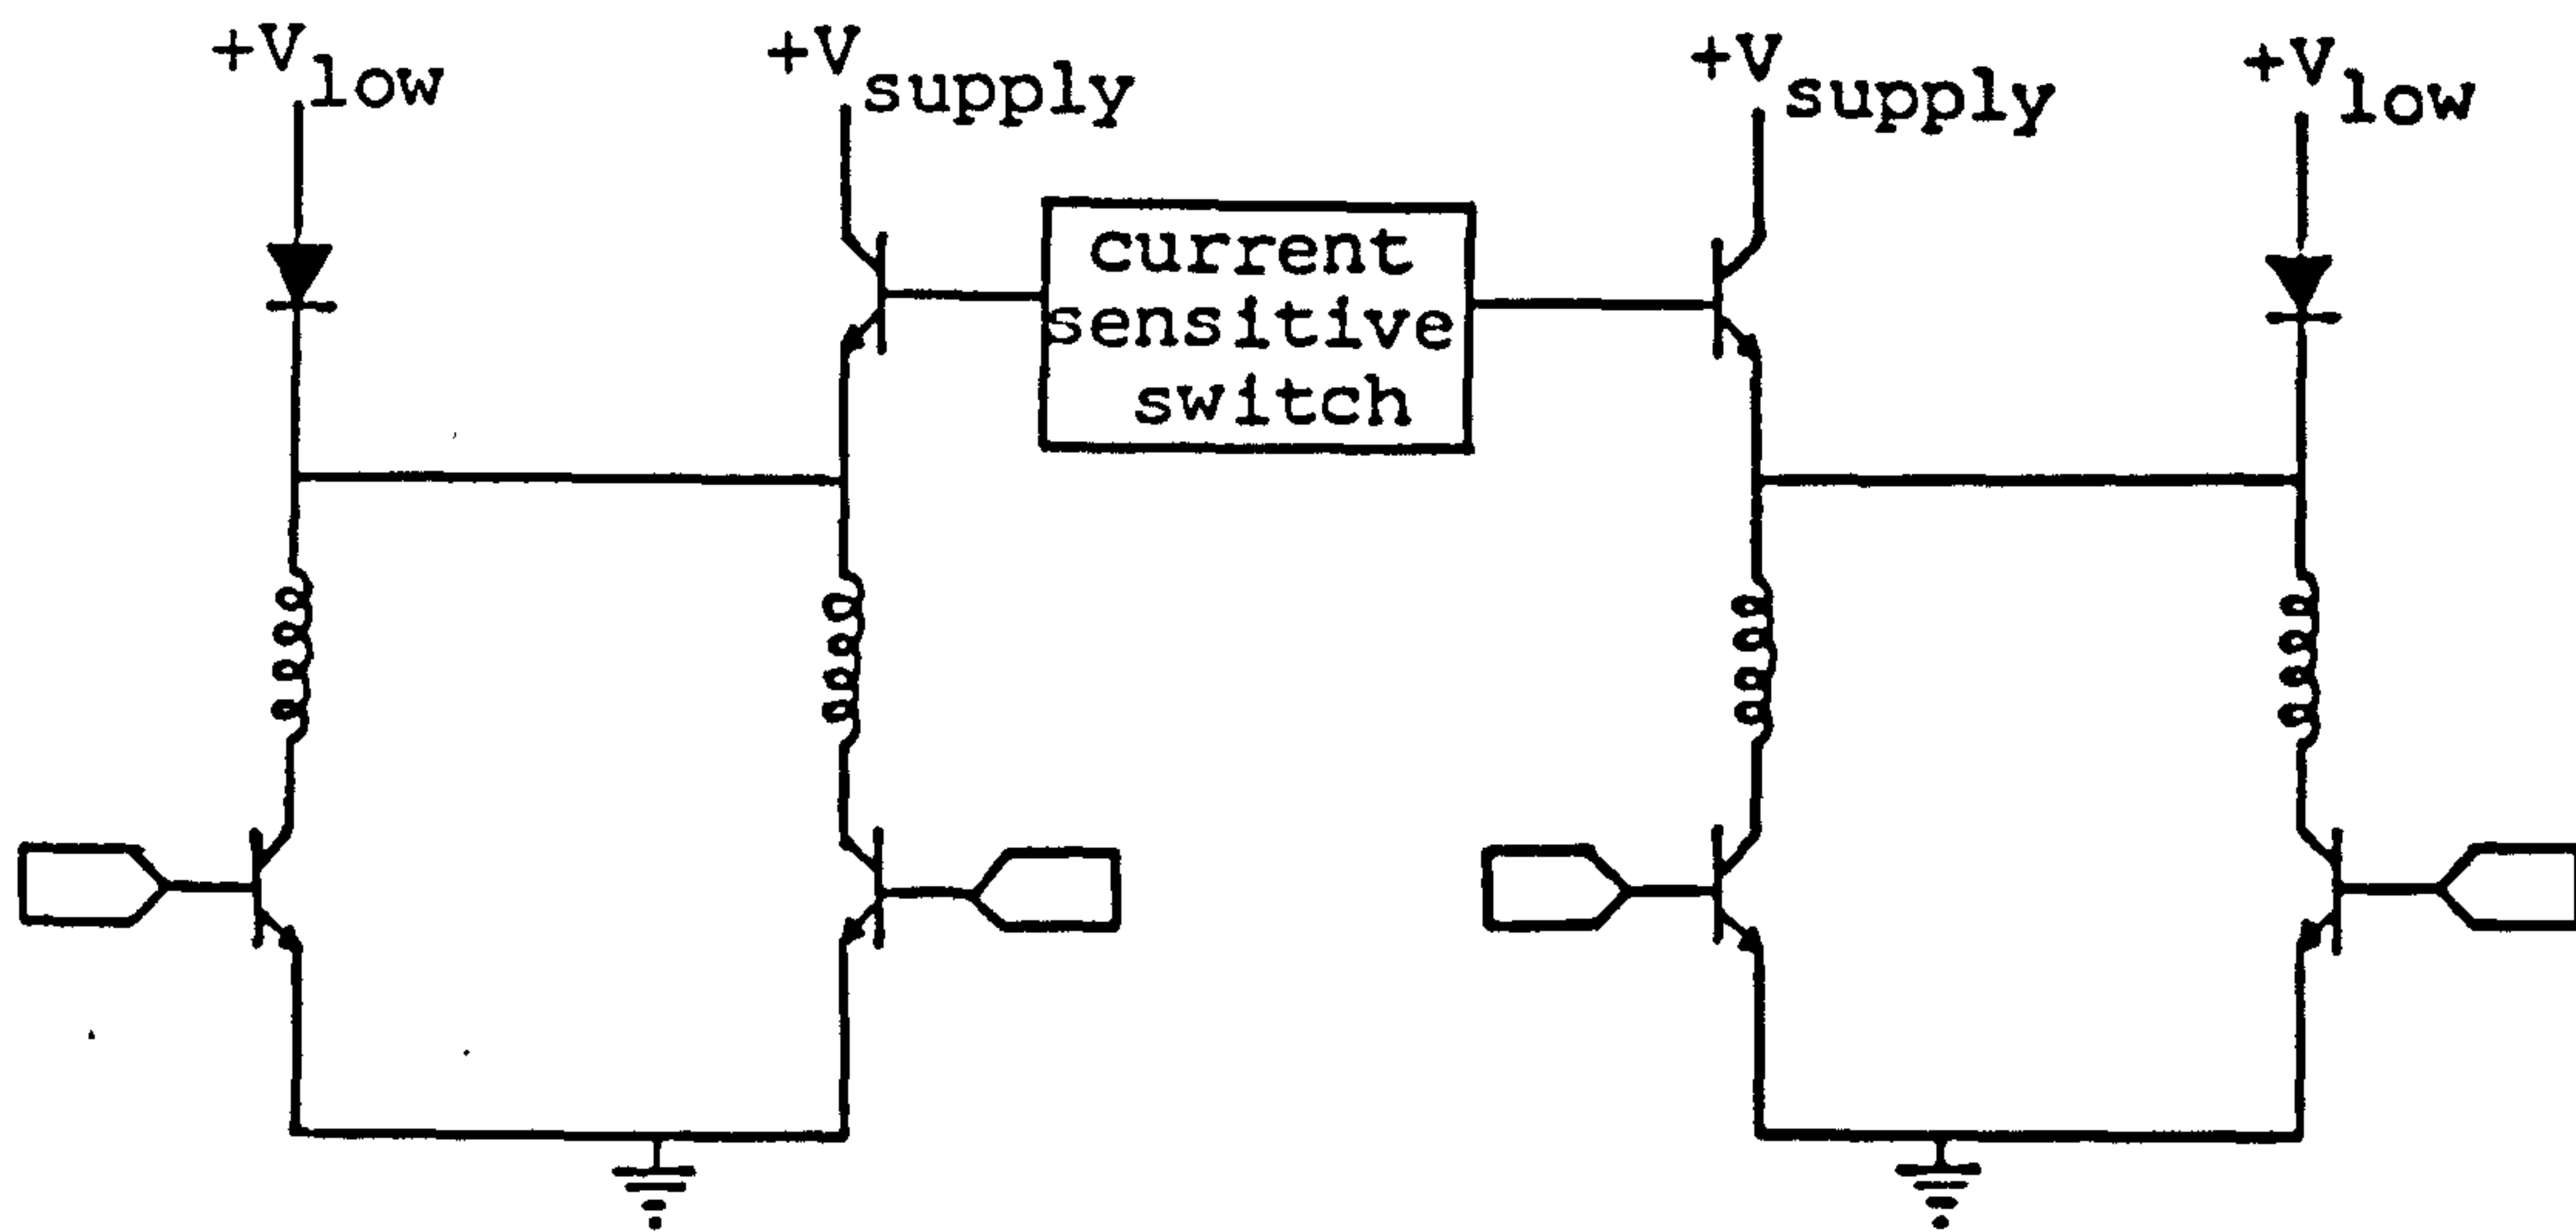 +Vlow
+Vsupply
+Vsupply
+Vlow
current
sensitive
switch